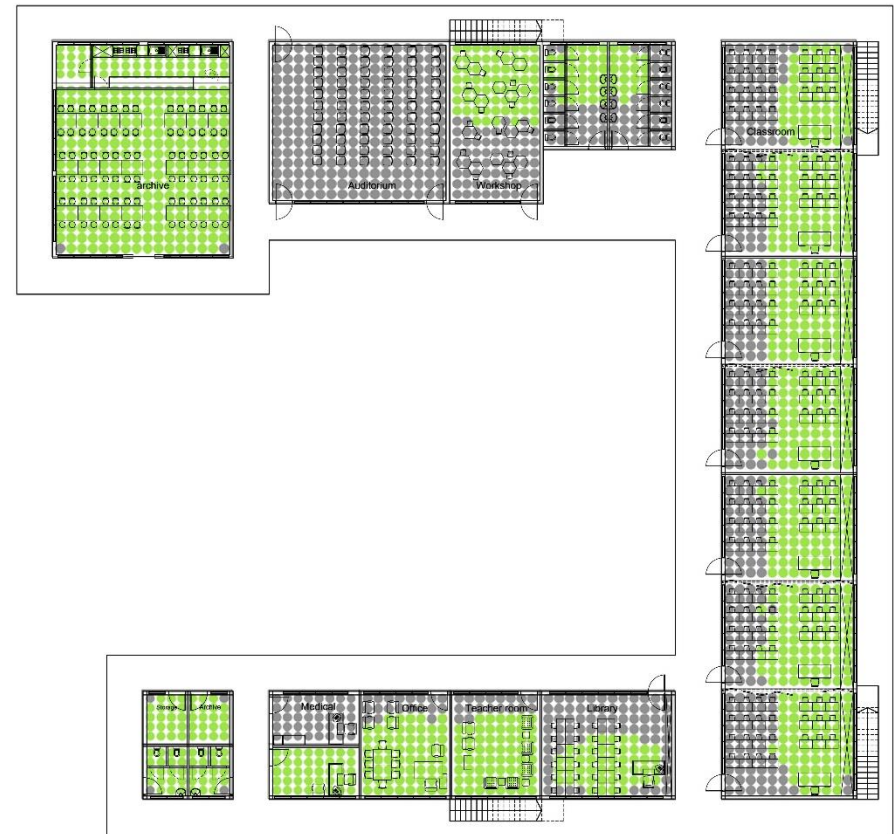 Classroom
archive
Auditorium
Workshop
Storage
Archive
Medical
Office
Teacher room
Library